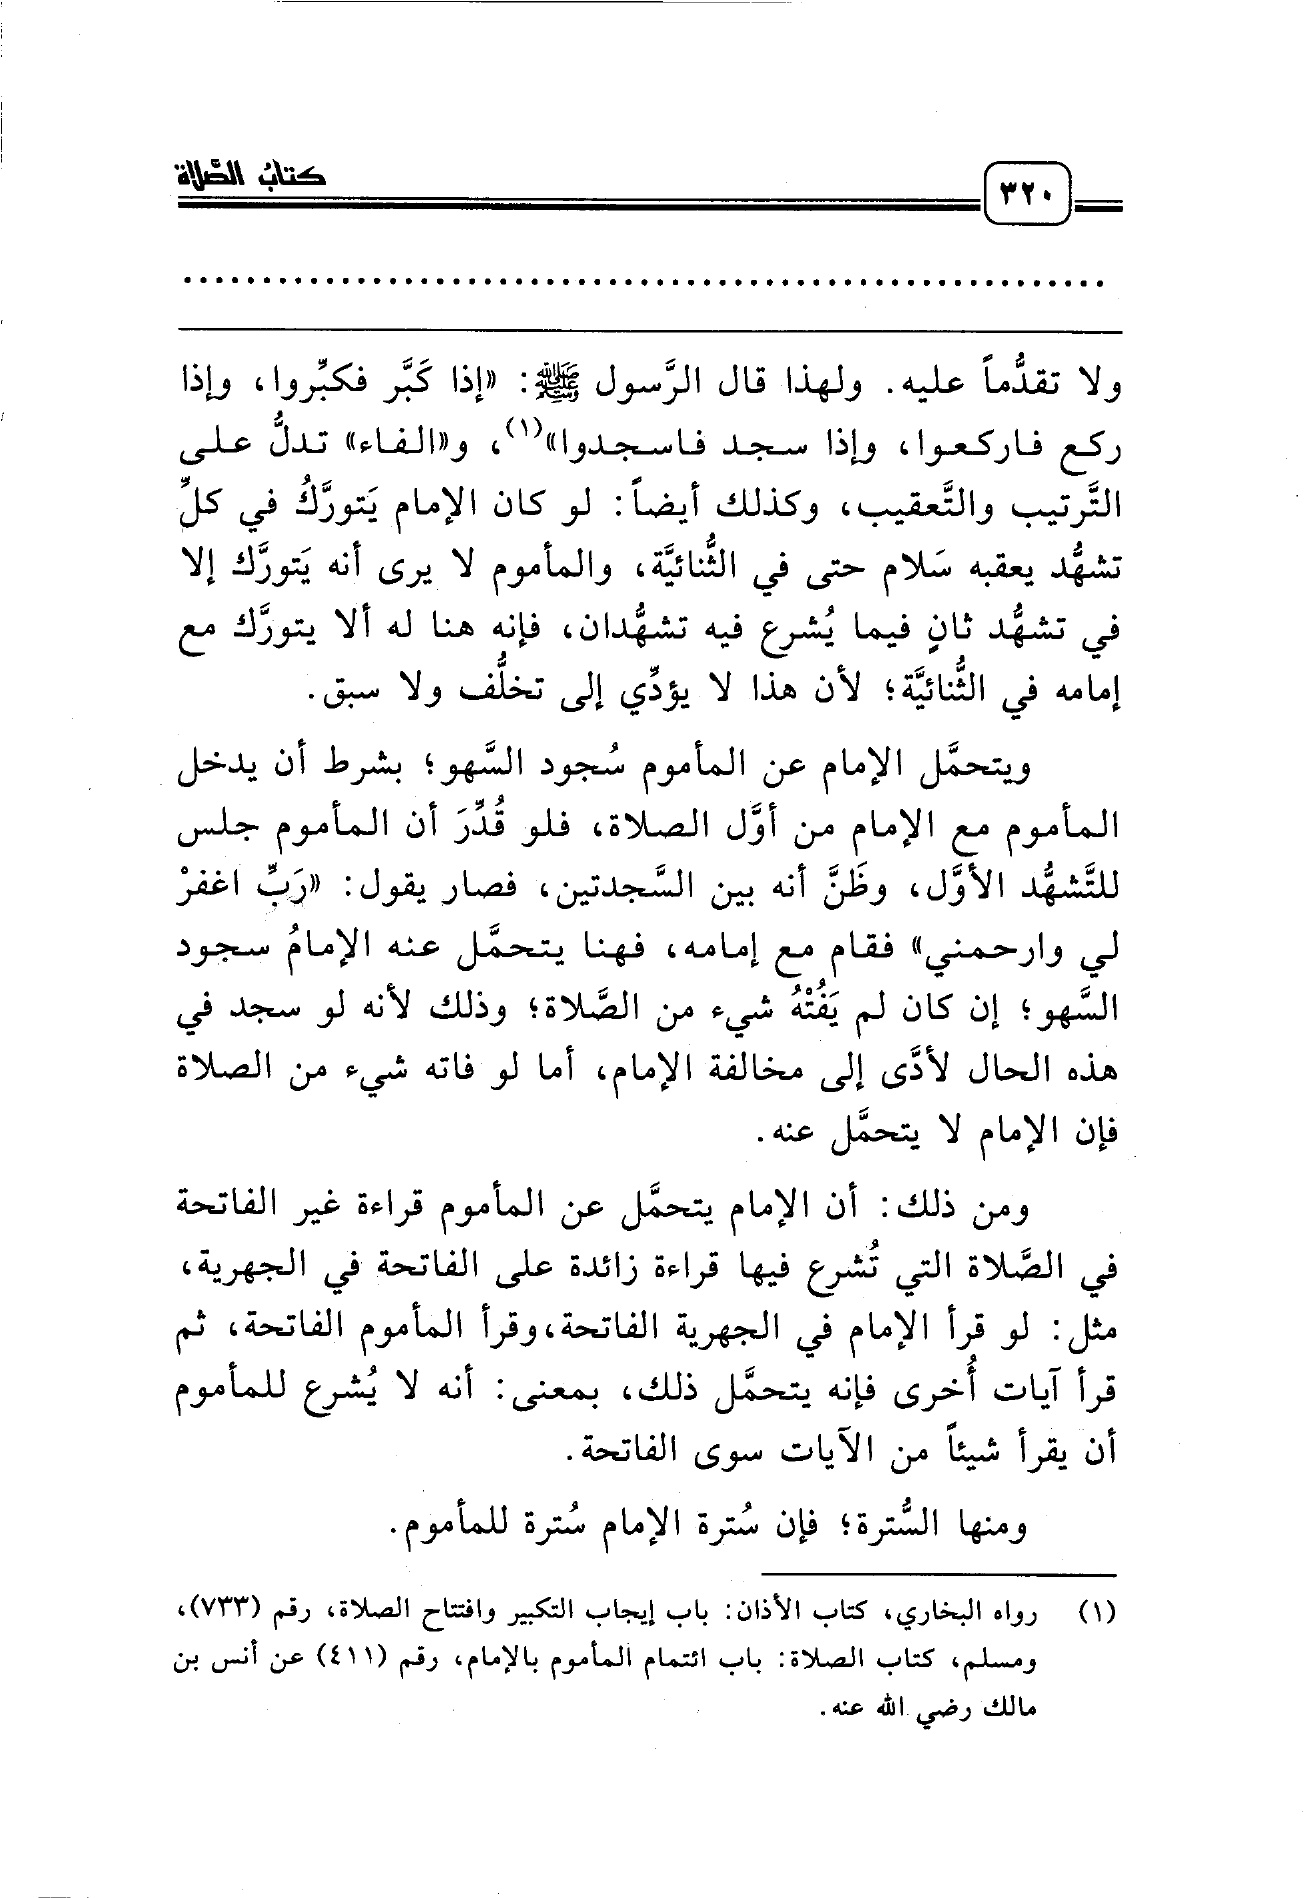 كتاب الصَّلاة
٣٢٠
ولا تقدُّماً عليه. ولهذا قال الرَّسول ﷺ: «إذا كَبَّر فكبِّروا، وإذا
ركع فاركعوا، وإذا سجد فاسجدوا»(١)، و«الفاء» تدلُّ على
التَّرتيب والتَّعقيب، وكذلك أيضاً: لو كان الإمام يَتورَّكُ في كلِّ
تشهُّد يعقبه سَلام حتى في الثُّنائيَّة، والمأموم لا يرى أنه يَتورَّك إلا
في تشهُّد ثانٍ فيما يُشرع فيه تشهُّدان، فإنه هنا له ألا يتورَّك مع
إمامه في الثُّنائيَّة؛ لأن هذا لا يؤدِّي إلى تخلُّف ولا سبق.
ويتحمَّل الإمام عن المأموم سُجود السَّهو؛ بشرط أن يدخل
المأموم مع الإمام من أوَّل الصلاة، فلو قُدِّرَ أن المأموم جلس
للتَّشهُّد الأوَّل، وظَنَّ أنه بين السَّجدتين، فصار يقول: «رَبِّ اغفرْ
لي وارحمني» فقام مع إمامه، فهنا يتحمَّل عنه الإمامُ سجود
السَّهو؛ إن كان لم يَفُتْهُ شيء من الصَّلاة؛ وذلك لأنه لو سجد في
هذه الحال لأدَّى إلى مخالفة الإمام، أما لو فاته شيء من الصلاة
فإن الإمام لا يتحمَّل عنه.
ومن ذلك: أن الإمام يتحمَّل عن المأموم قراءة غير الفاتحة
في الصَّلاة التي تُشرع فيها قراءة زائدة على الفاتحة في الجهرية،
مثل: لو قرأ الإمام في الجهرية الفاتحة،وقرأ المأموم الفاتحة، ثم
قرأ آيات أُخرى فإنه يتحمَّل ذلك، بمعنى: أنه لا يُشرع للمأموم
أن يقرأ شيئاً من الآيات سوى الفاتحة.
ومنها السُّترة؛ فإن سُترة الإمام سُترة للمأموم.
(١) رواه البخاري، كتاب الأذان: باب إيجاب التكبير وافتتاح الصلاة، رقم (٧٣٣)،
ومسلم، كتاب الصلاة: باب ائتمام المأموم بالإمام، رقم (٤١١) عن أنس بن
مالك رضي الله عنه.